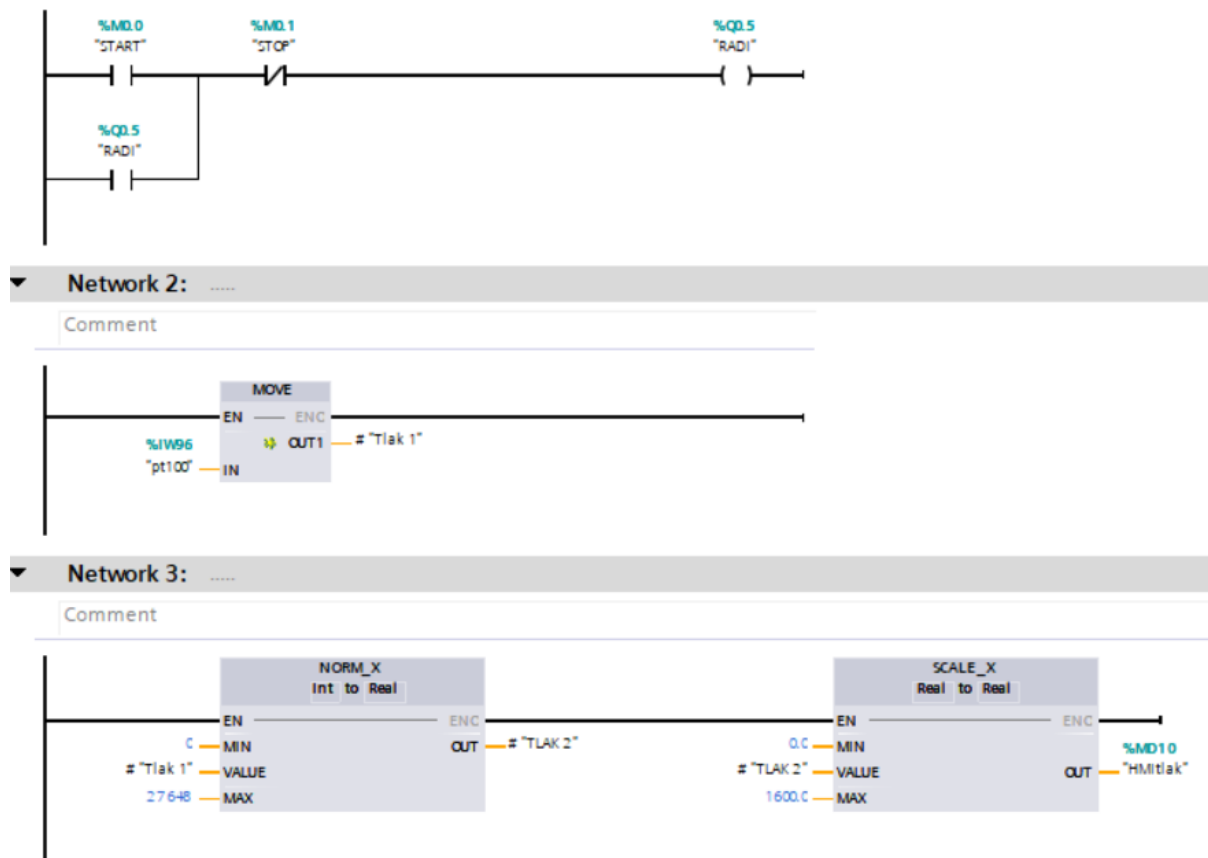 %M0.0 %M0.1 %Q0.5
"START" "STOP" "RADI"
%Q0.5
"RADI"
Network 2: .....
Comment
MOVE
EN ENO
%IW96 OUT1 # "Tlak 1"
"pt100" IN
Network 3: .....
Comment
NORM_X SCALE_X
Int to Real Real to Real
EN ENO EN ENO
0 MIN OUT # "TLAK 2" 0.0 MIN %MD10
# "Tlak 1" VALUE # "TLAK 2" VALUE OUT "HMItlak"
27648 MAX 1600.0 MAX